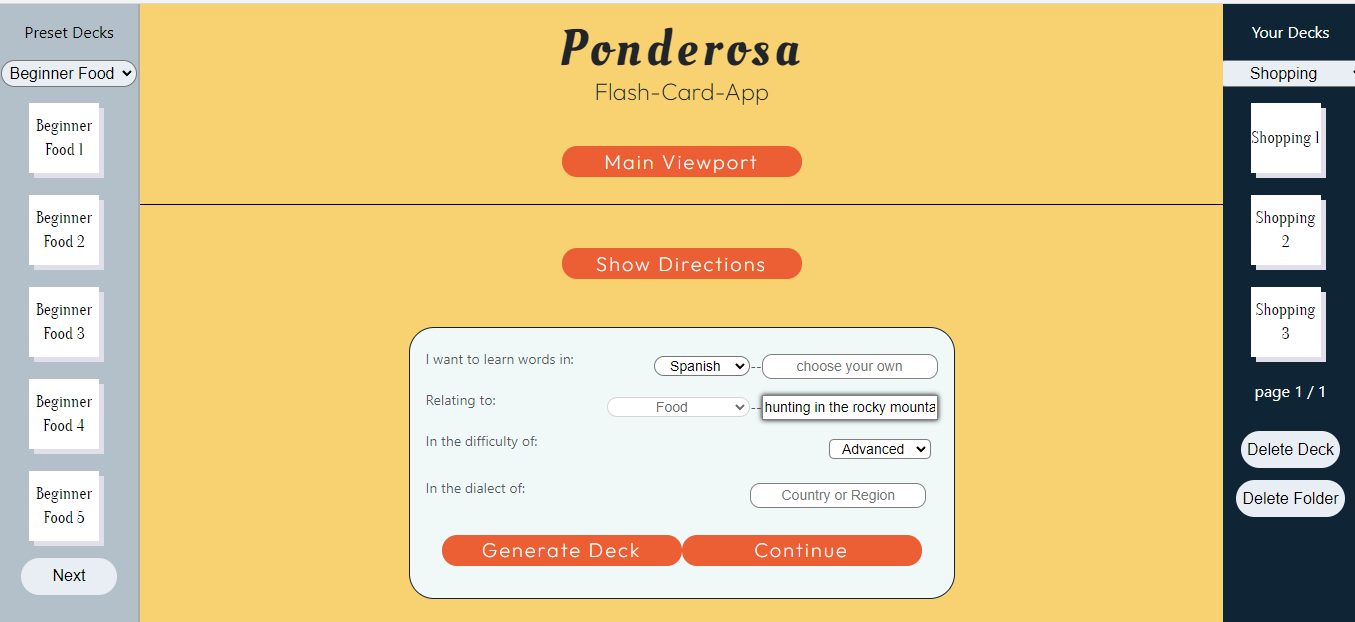 Preset Decks
Beginner Food
Beginner
Food 1
Beginner
Food 2
Beginner
Food 3
Beginner
Food 4
Beginner
Food 5
Next
Ponderosa
Flash-Card-App
Main Viewport
Show Directions
I want to learn words in:
Spanish -- choose your own
Relating to:
Food -- hunting in the rocky mounta
In the difficulty of:
Advanced
In the dialect of:
Country or Region
Generate Deck
Continue
Your Decks
Shopping
Shopping 1
Shopping
2
Shopping
3
page 1 / 1
Delete Deck
Delete Folder